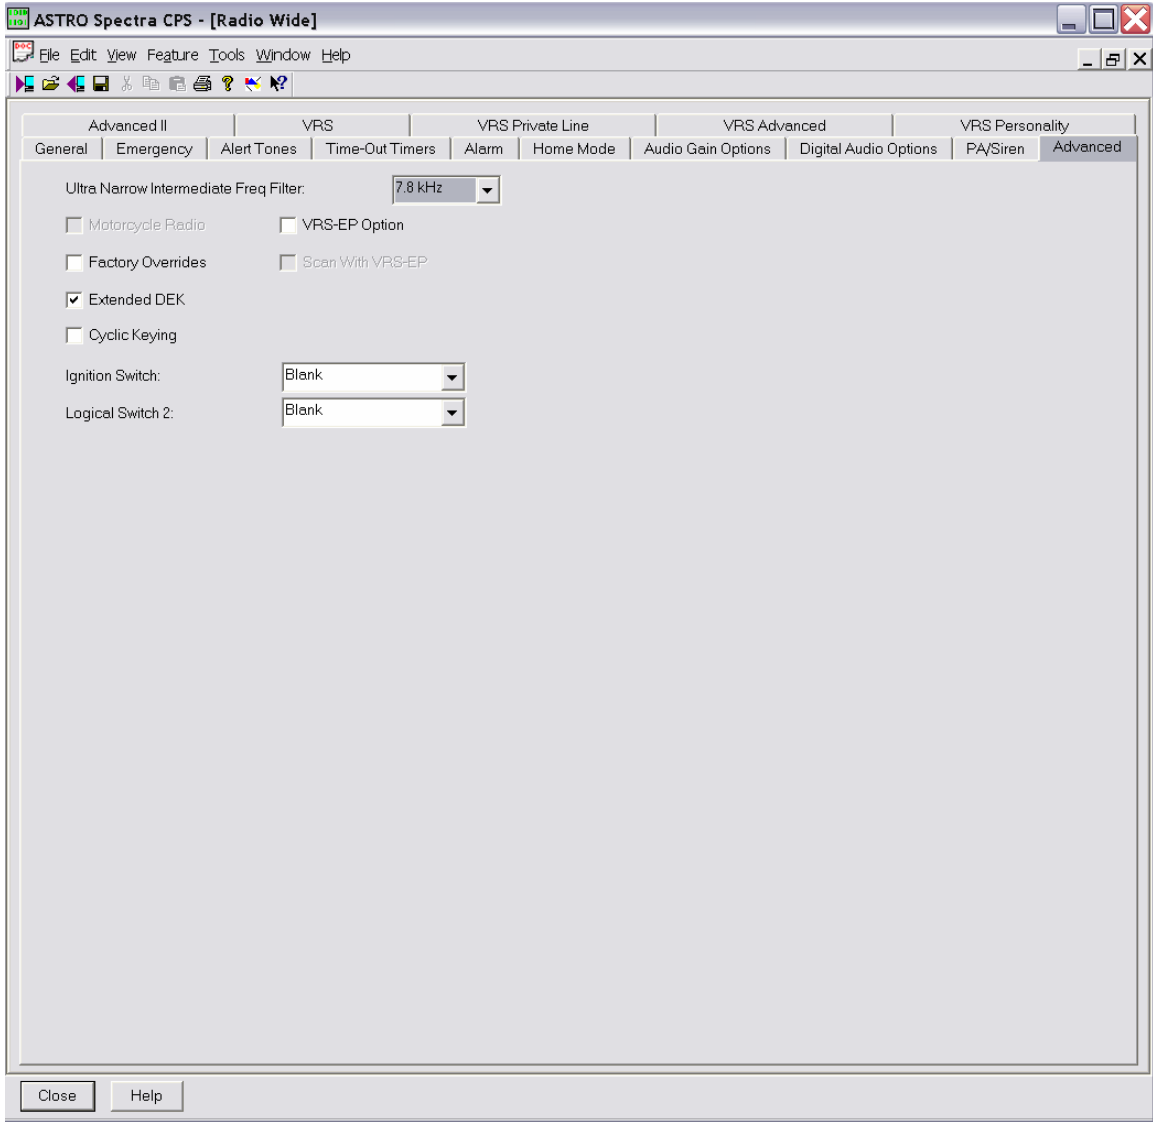 ASTRO Spectra CPS - [Radio Wide]
File Edit View Feature Tools Window Help
Advanced II VRS VRS Private Line VRS Advanced VRS Personality
General Emergency Alert Tones Time-Out Timers Alarm Home Mode Audio Gain Options Digital Audio Options PA/Siren Advanced
Ultra Narrow Intermediate Freq Filter: 7.8 kHz
Motorcycle Radio VRS-EP Option
Factory Overrides Scan With VRS-EP
Extended DEK
Cyclic Keying
Ignition Switch: Blank
Logical Switch 2: Blank
Close Help